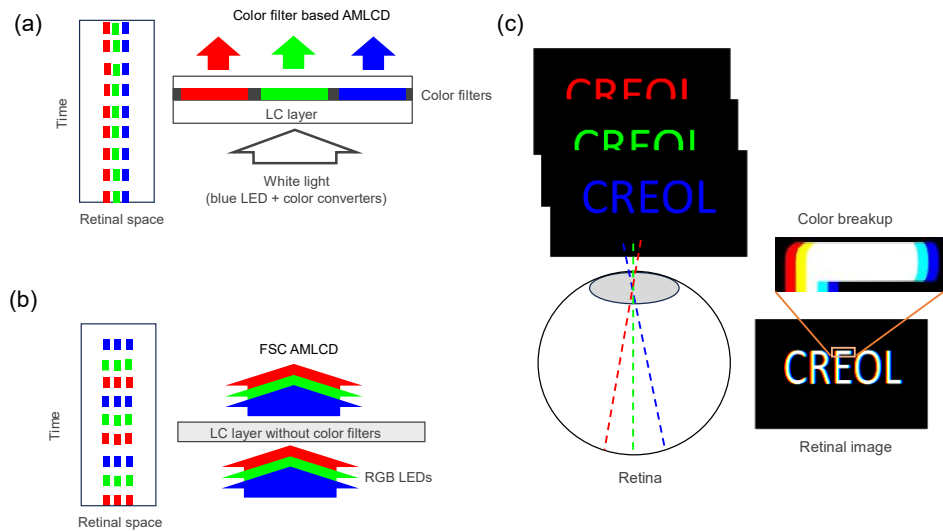 (a)
Color filter based AMLCD
Time
Retinal space
Color filters
LC layer
White light
(blue LED + color converters)
(b)
FSC AMLCD
Time
Retinal space
LC layer without color filters
RGB LEDs
(c)
CREOL
CREOL
CREOL
Retina
Color breakup
CREOL
Retinal image